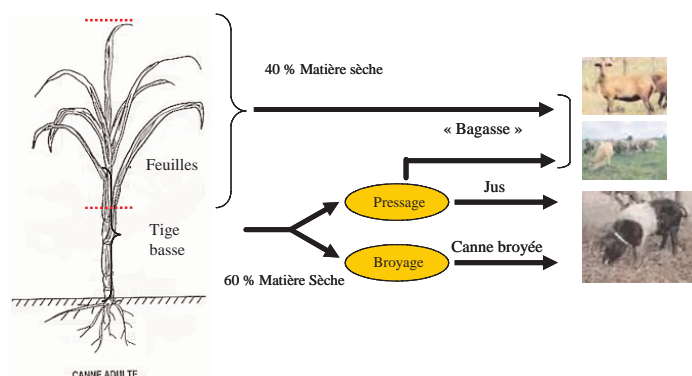 40 % Matière sèche
« Bagasse »
Feuilles
Pressage
Jus
Tige
basse
Canne broyée
Broyage
60 % Matière Sèche
CANNE ADULTE